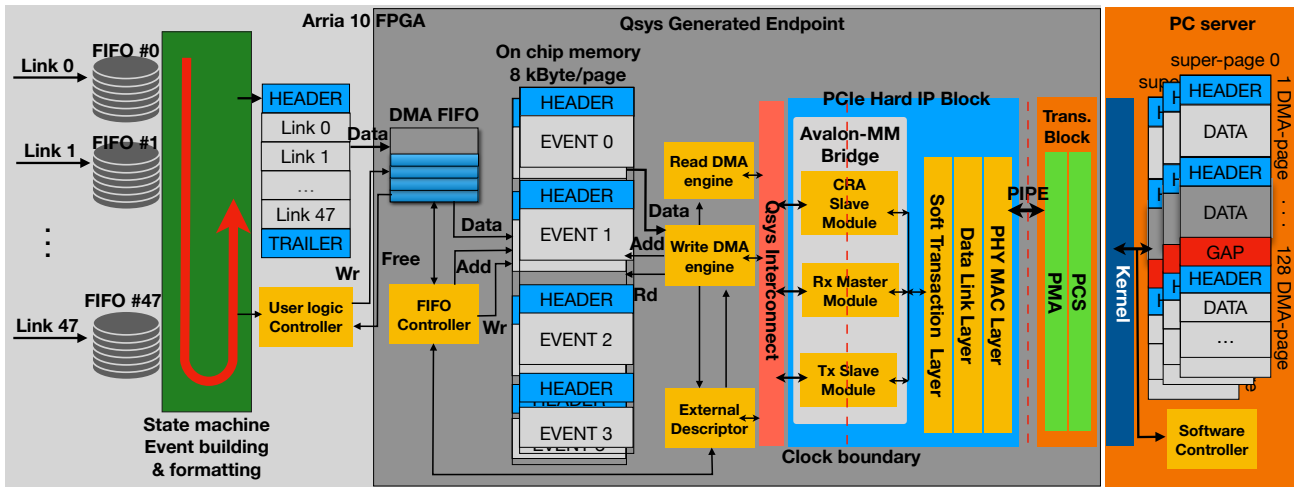 Arria 10 FPGA
Qsys Generated Endpoint
PC server
Link 0
FIFO #0
Link 1
FIFO #1
...
Link 47
FIFO #47
State machine
Event building
& formatting
HEADER
Link 0
Link 1
...
Link 47
TRAILER
Data
Wr
User logic
Controller
DMA FIFO
Free
Data
Add
Wr
FIFO
Controller
On chip memory
8 kByte/page
HEADER
EVENT 0
HEADER
EVENT 1
HEADER
EVENT 2
HEADER
HEADER
EVENT 3
Data
Add
Rd
Read DMA
engine
Write DMA
engine
External
Descriptor
Qsys Interconnect
PCIe Hard IP Block
Avalon-MM
Bridge
CRA
Slave
Module
Rx Master
Module
Tx Slave
Module
Soft Transaction Layer
Data Link Layer
PHY MAC Layer
Clock boundary
PIPE
Trans.
Block
PMA
PCS
Kernel
super-page 0
HEADER
DATA
HEADER
DATA
GAP
HEADER
DATA
...
1 DMA-page
. . .
128 DMA-page
Software
Controller